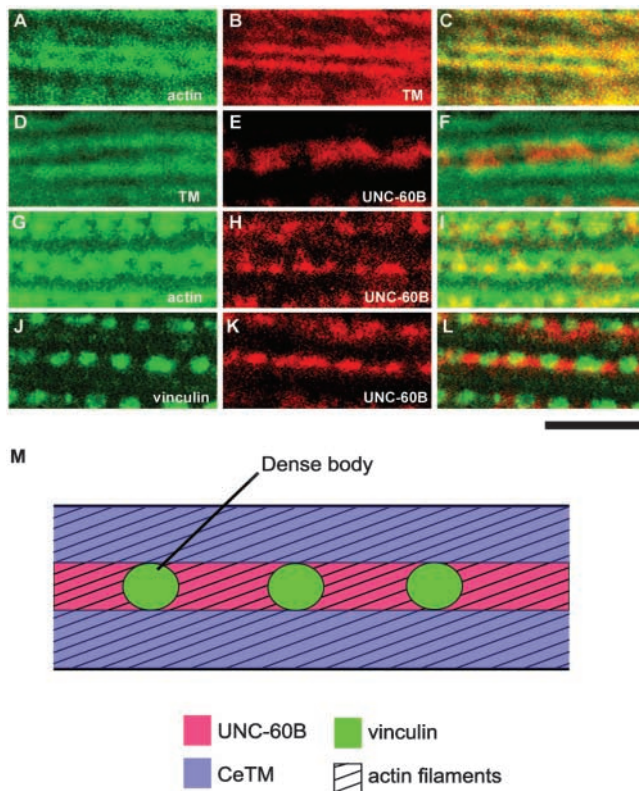 A
actin
B
TM
C
D
TM
E
UNC-60B
F
G
actin
H
UNC-60B
I
J
vinculin
K
UNC-60B
L
M
Dense body
UNC-60B
vinculin
CeTM
actin filaments